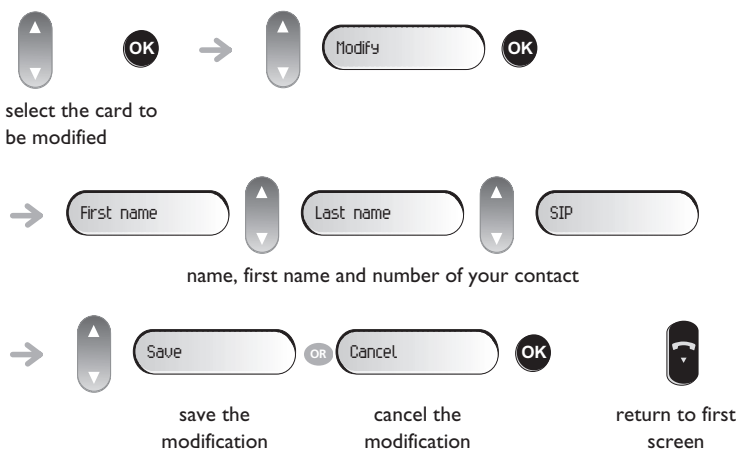 OK
Modify
OK
select the card to
be modified
First name
Last name
SIP
name, first name and number of your contact
Save
OR
Cancel
OK
save the
modification
cancel the
modification
return to first
screen